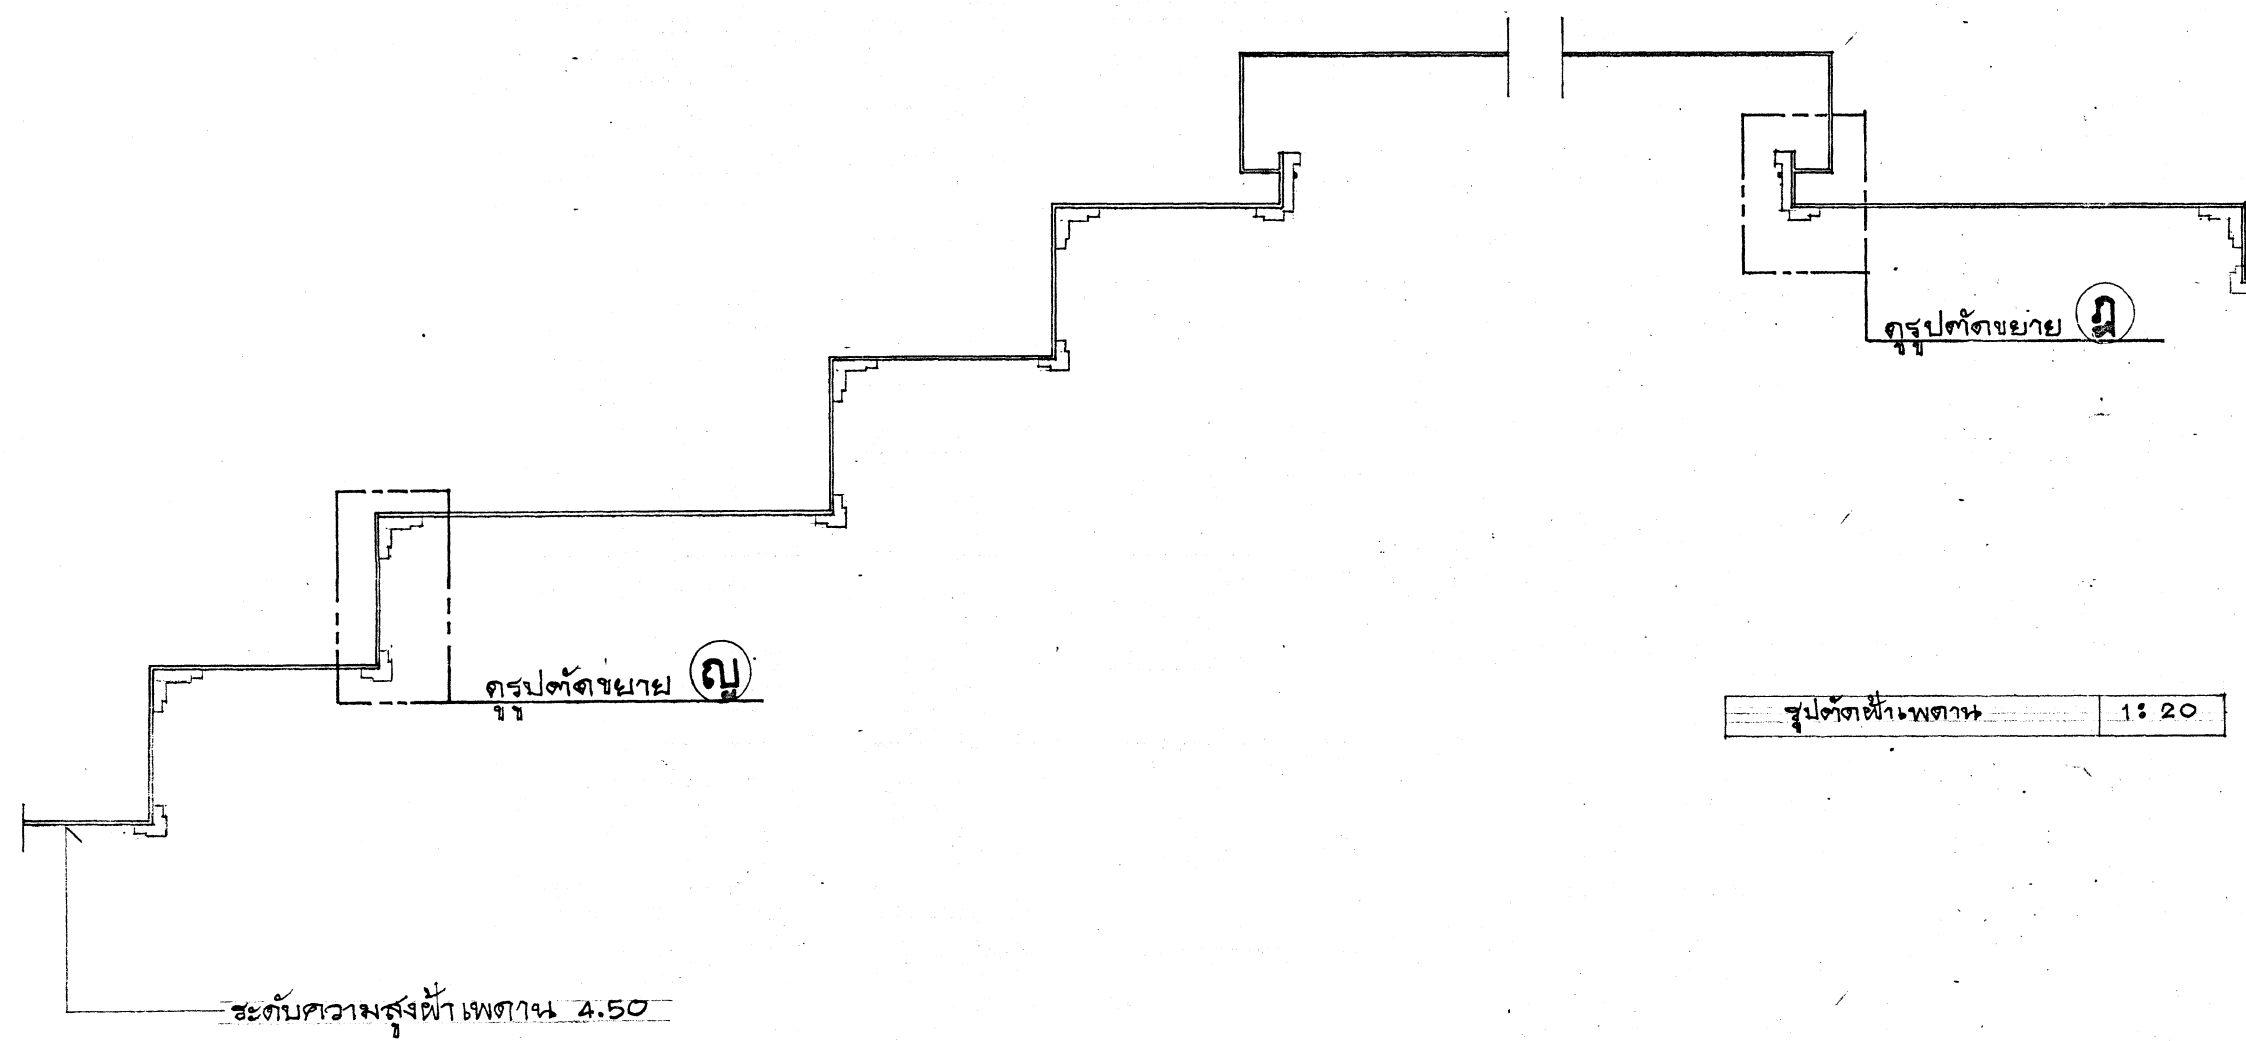 ดูรูปตัดขยาย ฎ
ดูรูปตัดขยาย ญ
รูปตัดฝ้าเพดาน 1:20
ระดับความสูงฝ้าเพดาน 4.50